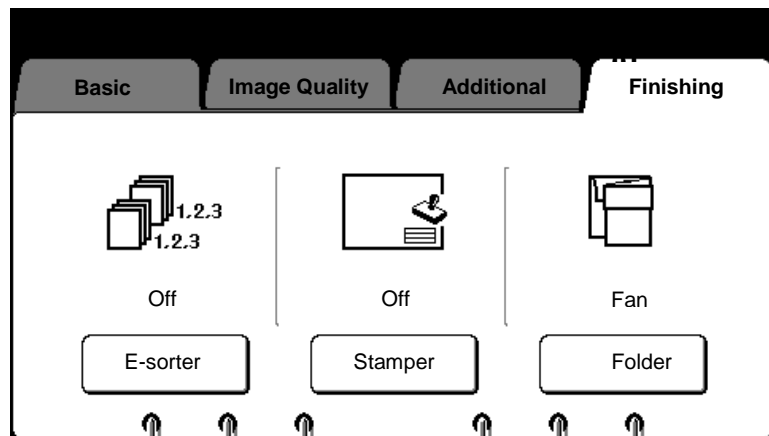 Basic Image Quality Additional Finishing
1,2,3
1,2,3
Off Off Fan
E-sorter Stamper Folder